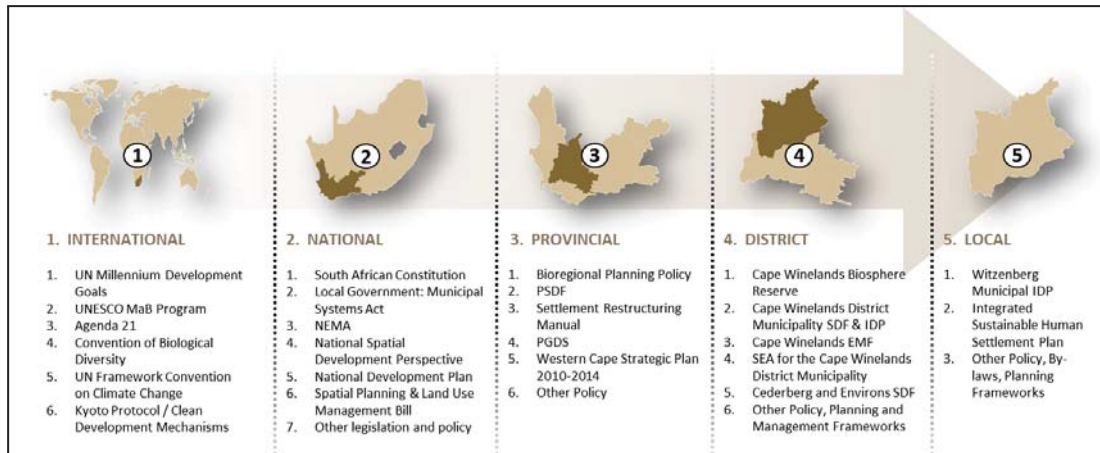 1
2
3
4
5
1. INTERNATIONAL
1. UN Millennium Development
Goals
2. UNESCO MaB Program
3. Agenda 21
4. Convention of Biological
Diversity
5. UN Framework Convention
on Climate Change
6. Kyoto Protocol / Clean
Development Mechanisms
2. NATIONAL
1. South African Constitution
2. Local Government: Municipal
Systems Act
3. NEMA
4. National Spatial
Development Perspective
5. National Development Plan
6. Spatial Planning & Land Use
Management Bill
7. Other legislation and policy
3. PROVINCIAL
1. Bioregional Planning Policy
2. PSDF
3. Settlement Restructuring
Manual
4. PGDS
5. Western Cape Strategic Plan
2010-2014
6. Other Policy
4. DISTRICT
1. Cape Winelands Biosphere
Reserve
2. Cape Winelands District
Municipality SDF & IDP
3. Cape Winelands EMF
4. SEA for the Cape Winelands
District Municipality
5. Cederberg and Environs SDF
6. Other Policy, Planning and
Management Frameworks
5. LOCAL
1. Witzenberg
Municipal IDP
2. Integrated
Sustainable Human
Settlement Plan
3. Other Policy, By-
laws, Planning
Frameworks